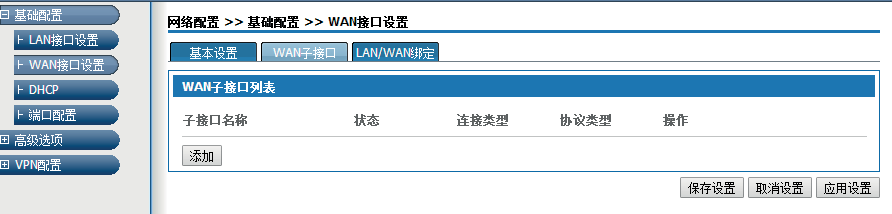 基础配置
LAN接口设置
WAN接口设置
DHCP
端口配置
高级选项
VPN配置
网络配置 >> 基础配置 >> WAN接口设置
基本设置 WAN子接口 LAN/WAN绑定
WAN子接口列表
子接口名称 状态 连接类型 协议类型 操作
添加
保存设置 取消设置 应用设置